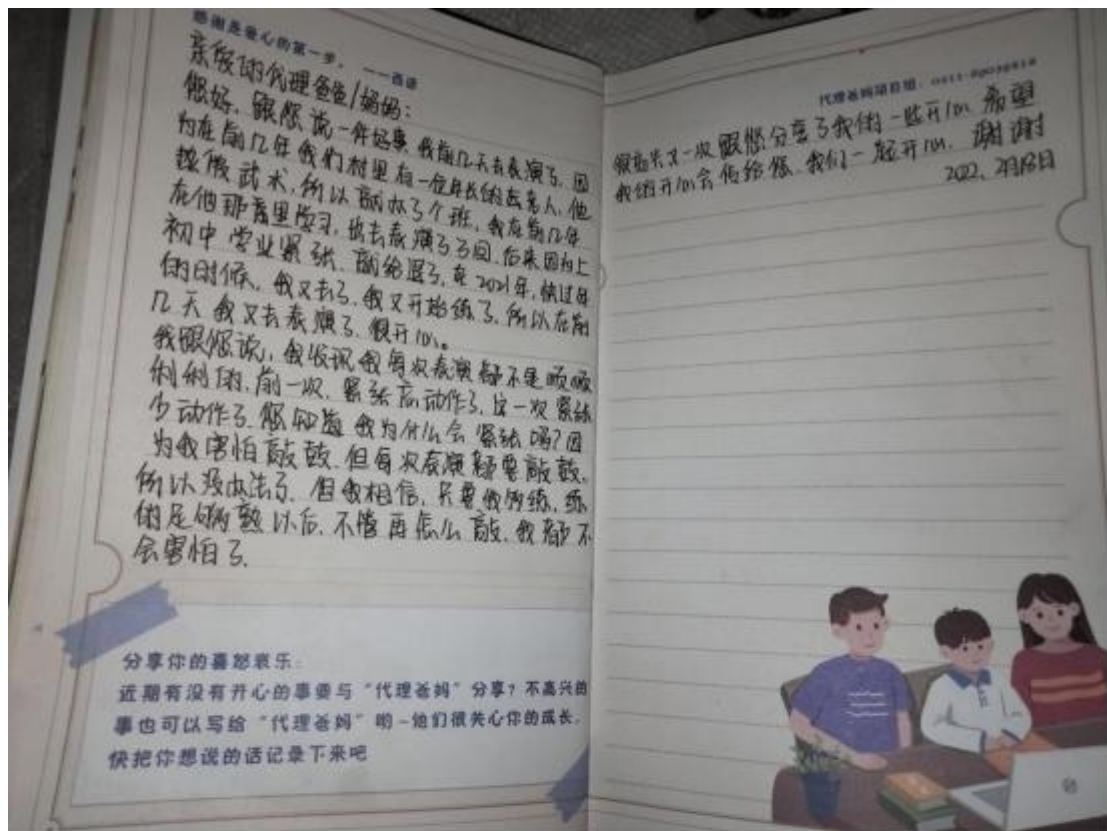 感谢是爱心的第一步。 ——西谚
亲爱的代理爸爸/妈妈：
您好，跟您说一件好事，我前几天去表演了。因
为在前几年我们村里有一位年长的老人，他
会武术，所以办了个班，我在前几年
在他那里学习，出去表演了3回，后来因为上
初中学业紧张，就给退了，在2021年，快过年
的时候，我又去了，我又开始练了，所以在前
几天我又去表演了，很开心。
我跟您说，我发现我每次表演都不是顺顺
利利的，前一次，紧张忘动作了，这一次紧张
少动作了，您知道我为什么会紧张吗？因
为我害怕敲鼓，但每次表演都要敲鼓，
所以没办法了，但我相信，只要我多练，练
的足够熟以后，不管再怎么敲，我都不
会害怕了。
分享你的喜怒哀乐：
近期有没有开心的事要与“代理爸妈”分享？不高兴的
事也可以写给“代理爸妈”哟~他们很关心你的成长，
快把你想说的话记录下来吧
代理爸妈项目组：
很高兴又一次跟您分享了我的一些开心，希望
我的开心会传给您，我们一起开心，谢谢
2022、2月18日